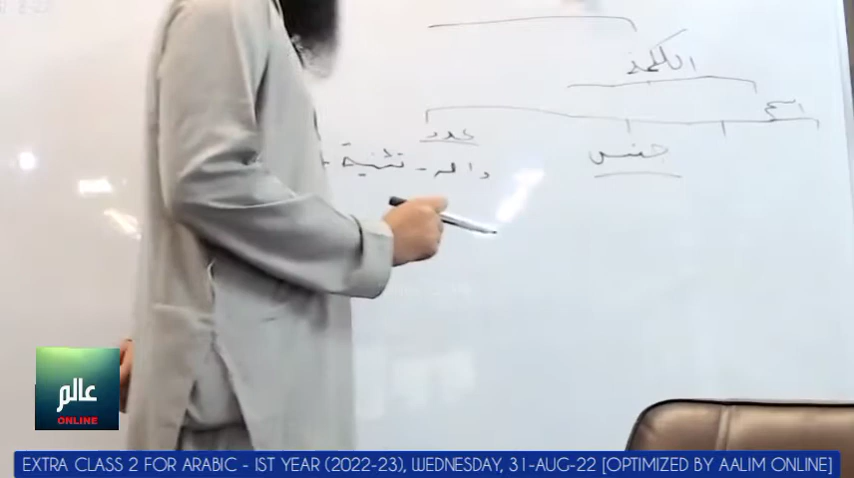 الكلمة
اسم
جنس
عدد
واحد - تثنية -
عالم
ONLINE
EXTRA CLASS 2 FOR ARABIC - 1ST YEAR (2022-23), WEDNESDAY, 31-AUG-22 [OPTIMIZED BY AALIM ONLINE]